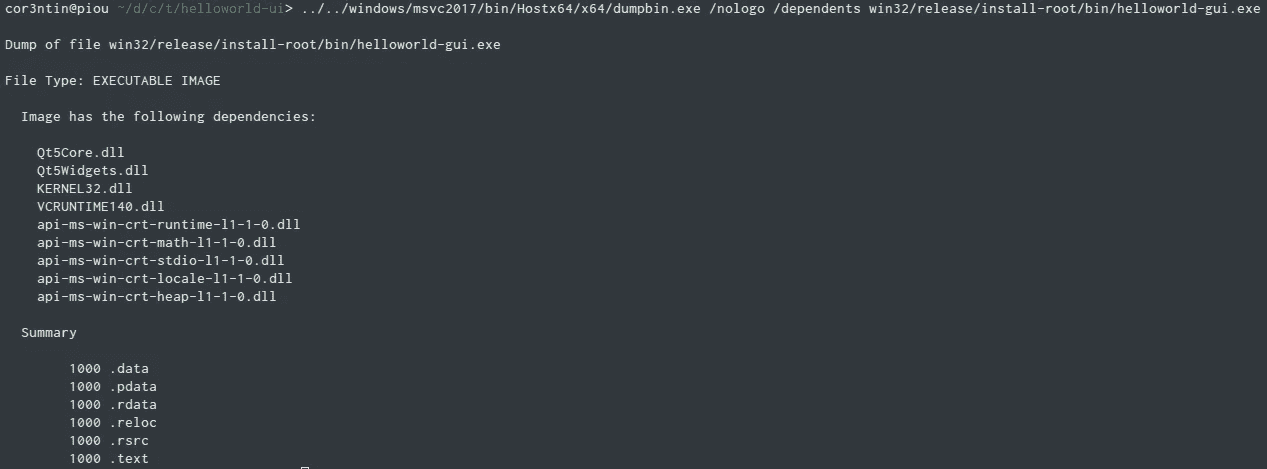 cor3ntin@piou ~/d/c/t/helloworld-ui> ../../windows/msvc2017/bin/Hostx64/x64/dumpbin.exe /nologo /dependents win32/release/install-root/bin/helloworld-gui.exe
Dump of file win32/release/install-root/bin/helloworld-gui.exe
File Type: EXECUTABLE IMAGE
Image has the following dependencies:
Qt5Core.dll
Qt5Widgets.dll
KERNEL32.dll
VCRUNTIME140.dll
api-ms-win-crt-runtime-l1-1-0.dll
api-ms-win-crt-math-l1-1-0.dll
api-ms-win-crt-stdio-l1-1-0.dll
api-ms-win-crt-locale-l1-1-0.dll
api-ms-win-crt-heap-l1-1-0.dll
Summary
1000 .data
1000 .pdata
1000 .rdata
1000 .reloc
1000 .rsrc
1000 .text